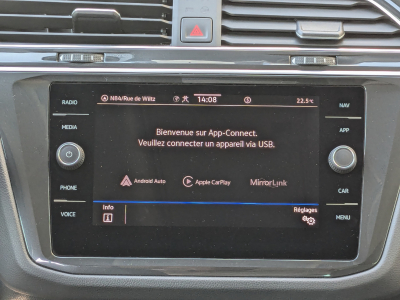 RADIO
MEDIA
PHONE
VOICE
N84/Rue de Wiltz
14:08
22.5°C
Bienvenue sur App-Connect.
Veuillez connecter un appareil via USB.
Android Auto
Apple CarPlay
MirrorLink
Info
Réglages
NAV
APP
CAR
MENU